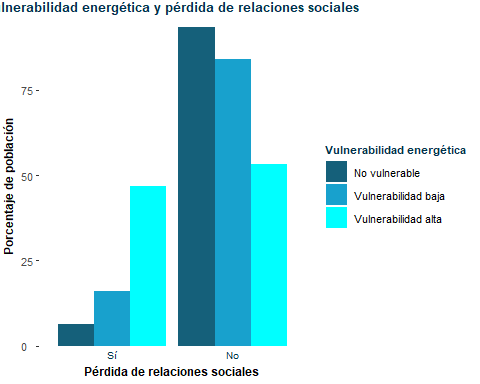 lnerabilidad energética y pérdida de relaciones sociales
75
50
25
0
Porcentaje de población
Sí
No
Pérdida de relaciones sociales
Vulnerabilidad energética
No vulnerable
Vulnerabilidad baja
Vulnerabilidad alta